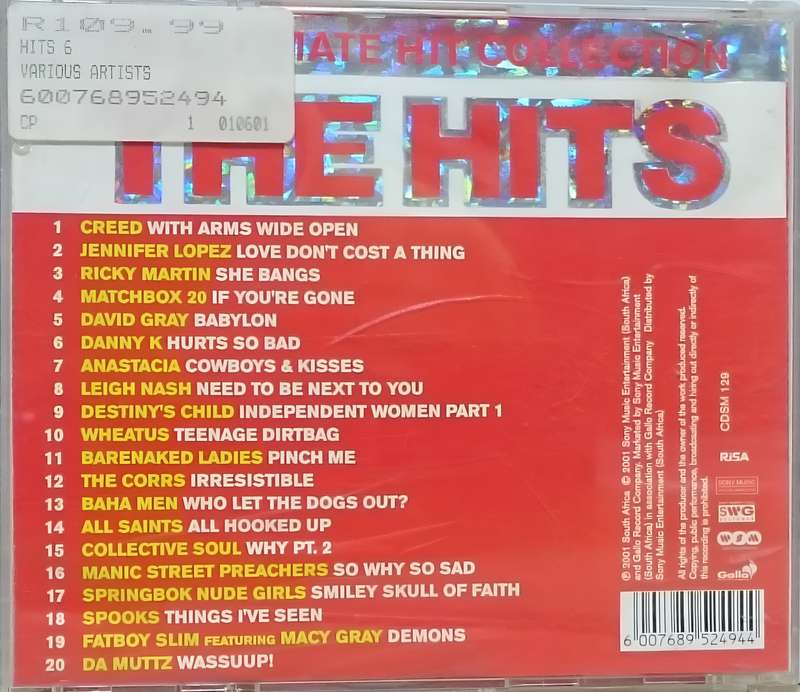 R109.99
HITS 6
VARIOUS ARTISTS
600768952494
CP 1 010601
HIT COLLECTION
THE HITS
1 CREED WITH ARMS WIDE OPEN
2 JENNIFER LOPEZ LOVE DON'T COST A THING
3 RICKY MARTIN SHE BANGS
4 MATCHBOX 20 IF YOU'RE GONE
5 DAVID GRAY BABYLON
6 DANNY K HURTS SO BAD
7 ANASTACIA COWBOYS & KISSES
8 LEIGH NASH NEED TO BE NEXT TO YOU
9 DESTINY'S CHILD INDEPENDENT WOMEN PART 1
10 WHEATUS TEENAGE DIRTBAG
11 BARENAKED LADIES PINCH ME
12 THE CORRS IRRESISTIBLE
13 BAHA MEN WHO LET THE DOGS OUT?
14 ALL SAINTS ALL HOOKED UP
15 COLLECTIVE SOUL WHY PT. 2
16 MANIC STREET PREACHERS SO WHY SO SAD
17 SPRINGBOK NUDE GIRLS SMILEY SKULL OF FAITH
18 SPOOKS THINGS I'VE SEEN
19 FATBOY SLIM FEATURING MACY GRAY DEMONS
20 DA MUTTZ WASSUUP!
℗ 2001 South Africa © 2001 Sony Music Entertainment (South Africa)
and Gallo Record Company. Marketed by Sony Music Entertainment
(South Africa) in association with Gallo Record Company Distributed by
Sony Music Entertainment (South Africa)
All rights of the producer and the owner of the work produced reserved.
Copying, public performance, broadcasting and hiring out directly or indirectly of
this recording is prohibited.
CDSM 129
RISA
SONY MUSIC
SWG
WSM
Gallo
6 007689 524944